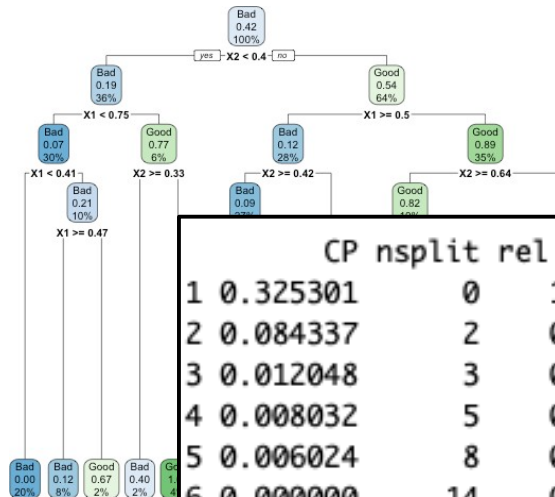 Bad
0.42
100%
yes X2 < 0.4 no
Bad
0.19
36%
Good
0.54
64%
X1 < 0.75
X1 >= 0.5
Bad
0.07
30%
Good
0.77
6%
Bad
0.12
28%
Good
0.89
35%
X1 < 0.41
X2 >= 0.33
X2 >= 0.42
X2 >= 0.64
Bad
0.21
10%
Bad
0.09
Good
0.82
X1 >= 0.47
CP nsplit rel
1 0.325301 0
2 0.084337 2
3 0.012048 3
4 0.008032 5
5 0.006024 8
6 0.000000 14
Bad
0.00
20%
Bad
0.12
8%
Good
0.67
2%
Bad
0.40
2%